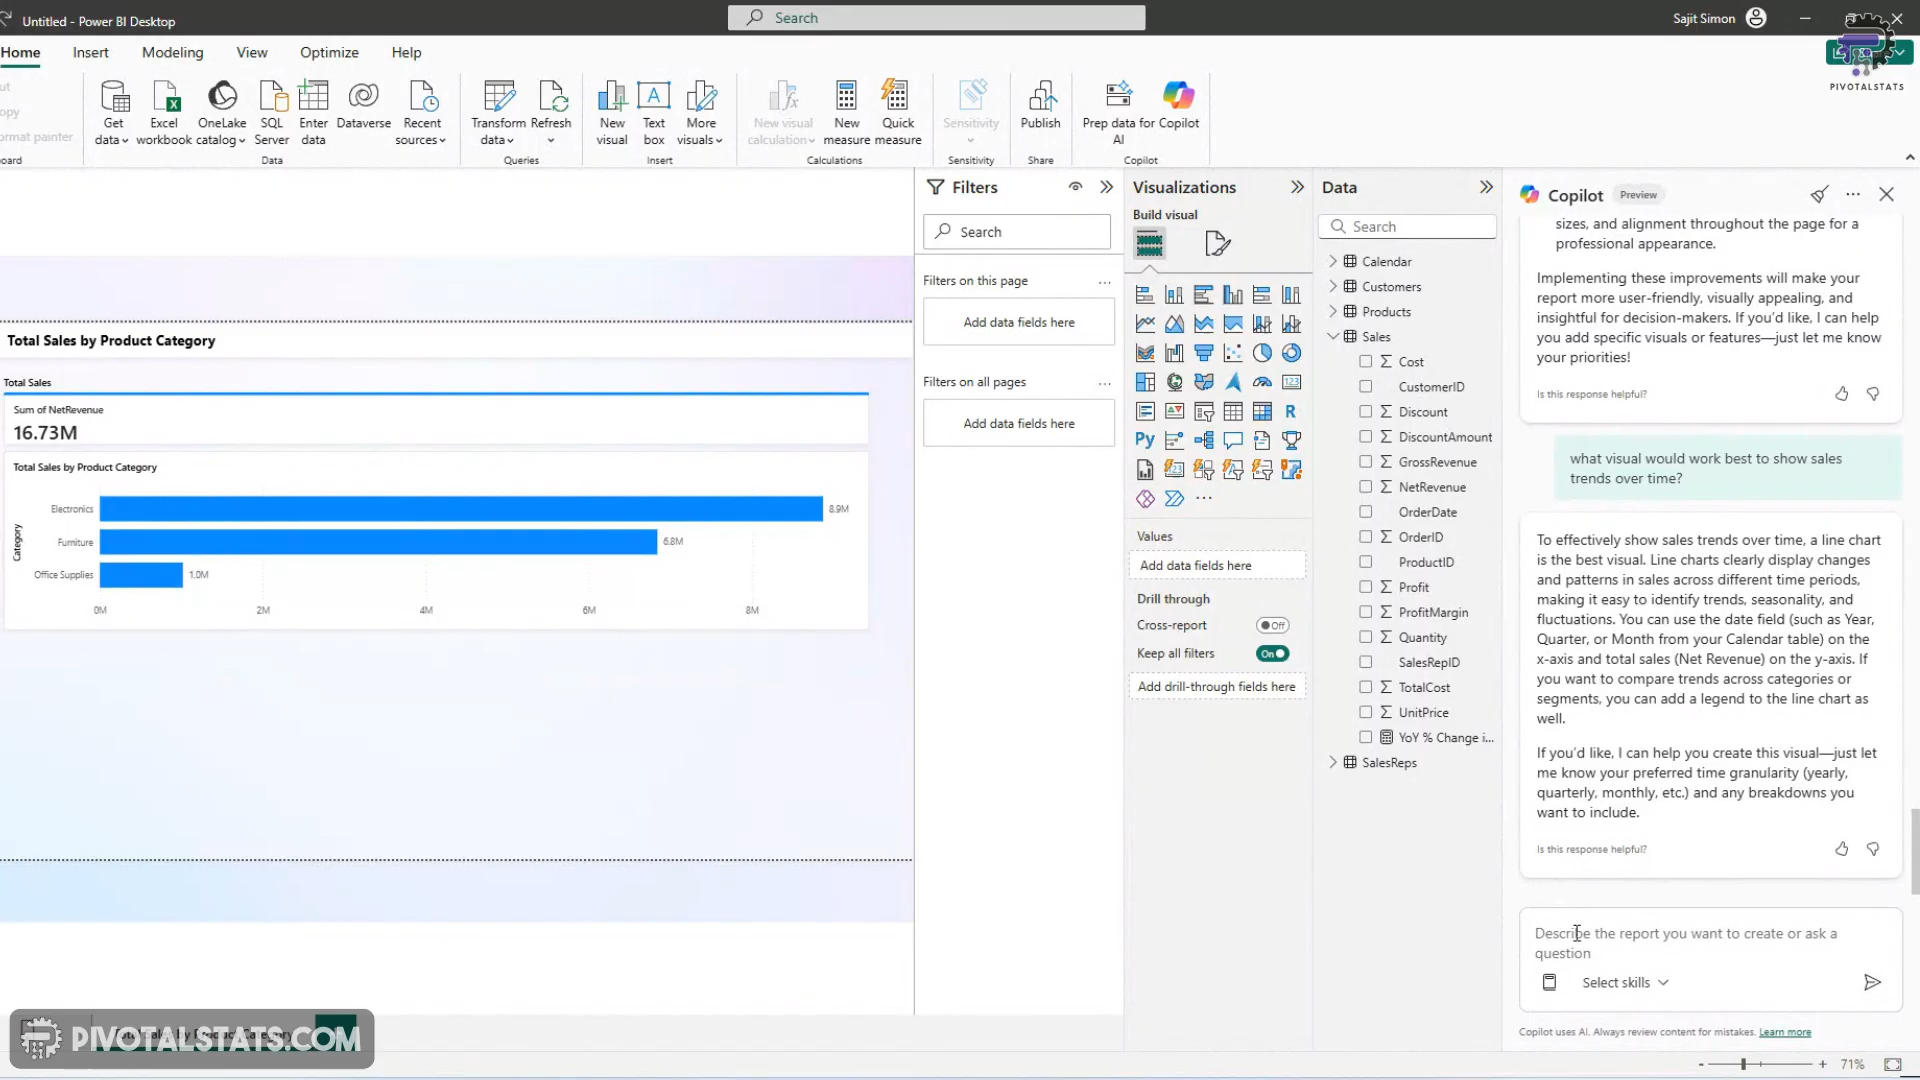 Untitled - Power BI Desktop
Search
Sajit Simon
Home
Insert
Modeling
View
Optimize
Help
PIVOTALSTATS
ut
opy
ormat painter
oard
Get data
Excel workbook
OneLake catalog
SQL Server
Enter data
Dataverse
Recent sources
Data
Transform data
Refresh
Queries
New visual
Text box
More visuals
Insert
New visual calculation
New measure
Quick measure
Calculations
Sensitivity
Sensitivity
Publish
Share
Prep data for AI
Copilot
Copilot
Total Sales by Product Category
Total Sales
Sum of NetRevenue
16.73M
Total Sales by Product Category
Category
Electronics
8.9M
Furniture
6.8M
Office Supplies
1.0M
0M
2M
4M
6M
8M
Filters
Search
Filters on this page
Add data fields here
Filters on all pages
Add data fields here
Visualizations
Build visual
123
R
Py
Values
Add data fields here
Drill through
Cross-report
Off
Keep all filters
On
Add drill-through fields here
Data
Search
Calendar
Customers
Products
Sales
Cost
CustomerID
Discount
DiscountAmount
GrossRevenue
NetRevenue
OrderDate
OrderID
ProductID
Profit
ProfitMargin
Quantity
SalesRepID
TotalCost
UnitPrice
YoY % Change i...
SalesReps
Copilot
Preview
sizes, and alignment throughout the page for a
professional appearance.
Implementing these improvements will make your
report more user-friendly, visually appealing, and
insightful for decision-makers. If you'd like, I can help
you add specific visuals or features—just let me know
your priorities!
Is this response helpful?
what visual would work best to show sales
trends over time?
To effectively show sales trends over time, a line chart
is the best visual. Line charts clearly display changes
and patterns in sales across different time periods,
making it easy to identify trends, seasonality, and
fluctuations. You can use the date field (such as Year,
Quarter, or Month from your Calendar table) on the
x-axis and total sales (Net Revenue) on the y-axis. If
you want to compare trends across categories or
segments, you can add a legend to the line chart as
well.
If you'd like, I can help you create this visual—just let
me know your preferred time granularity (yearly,
quarterly, monthly, etc.) and any breakdowns you
want to include.
Is this response helpful?
Describe the report you want to create or ask a
question
Select skills
Copilot uses AI. Always review content for mistakes. Learn more
Total Sales by Product Category
PIVOTALSTATS.COM
71%